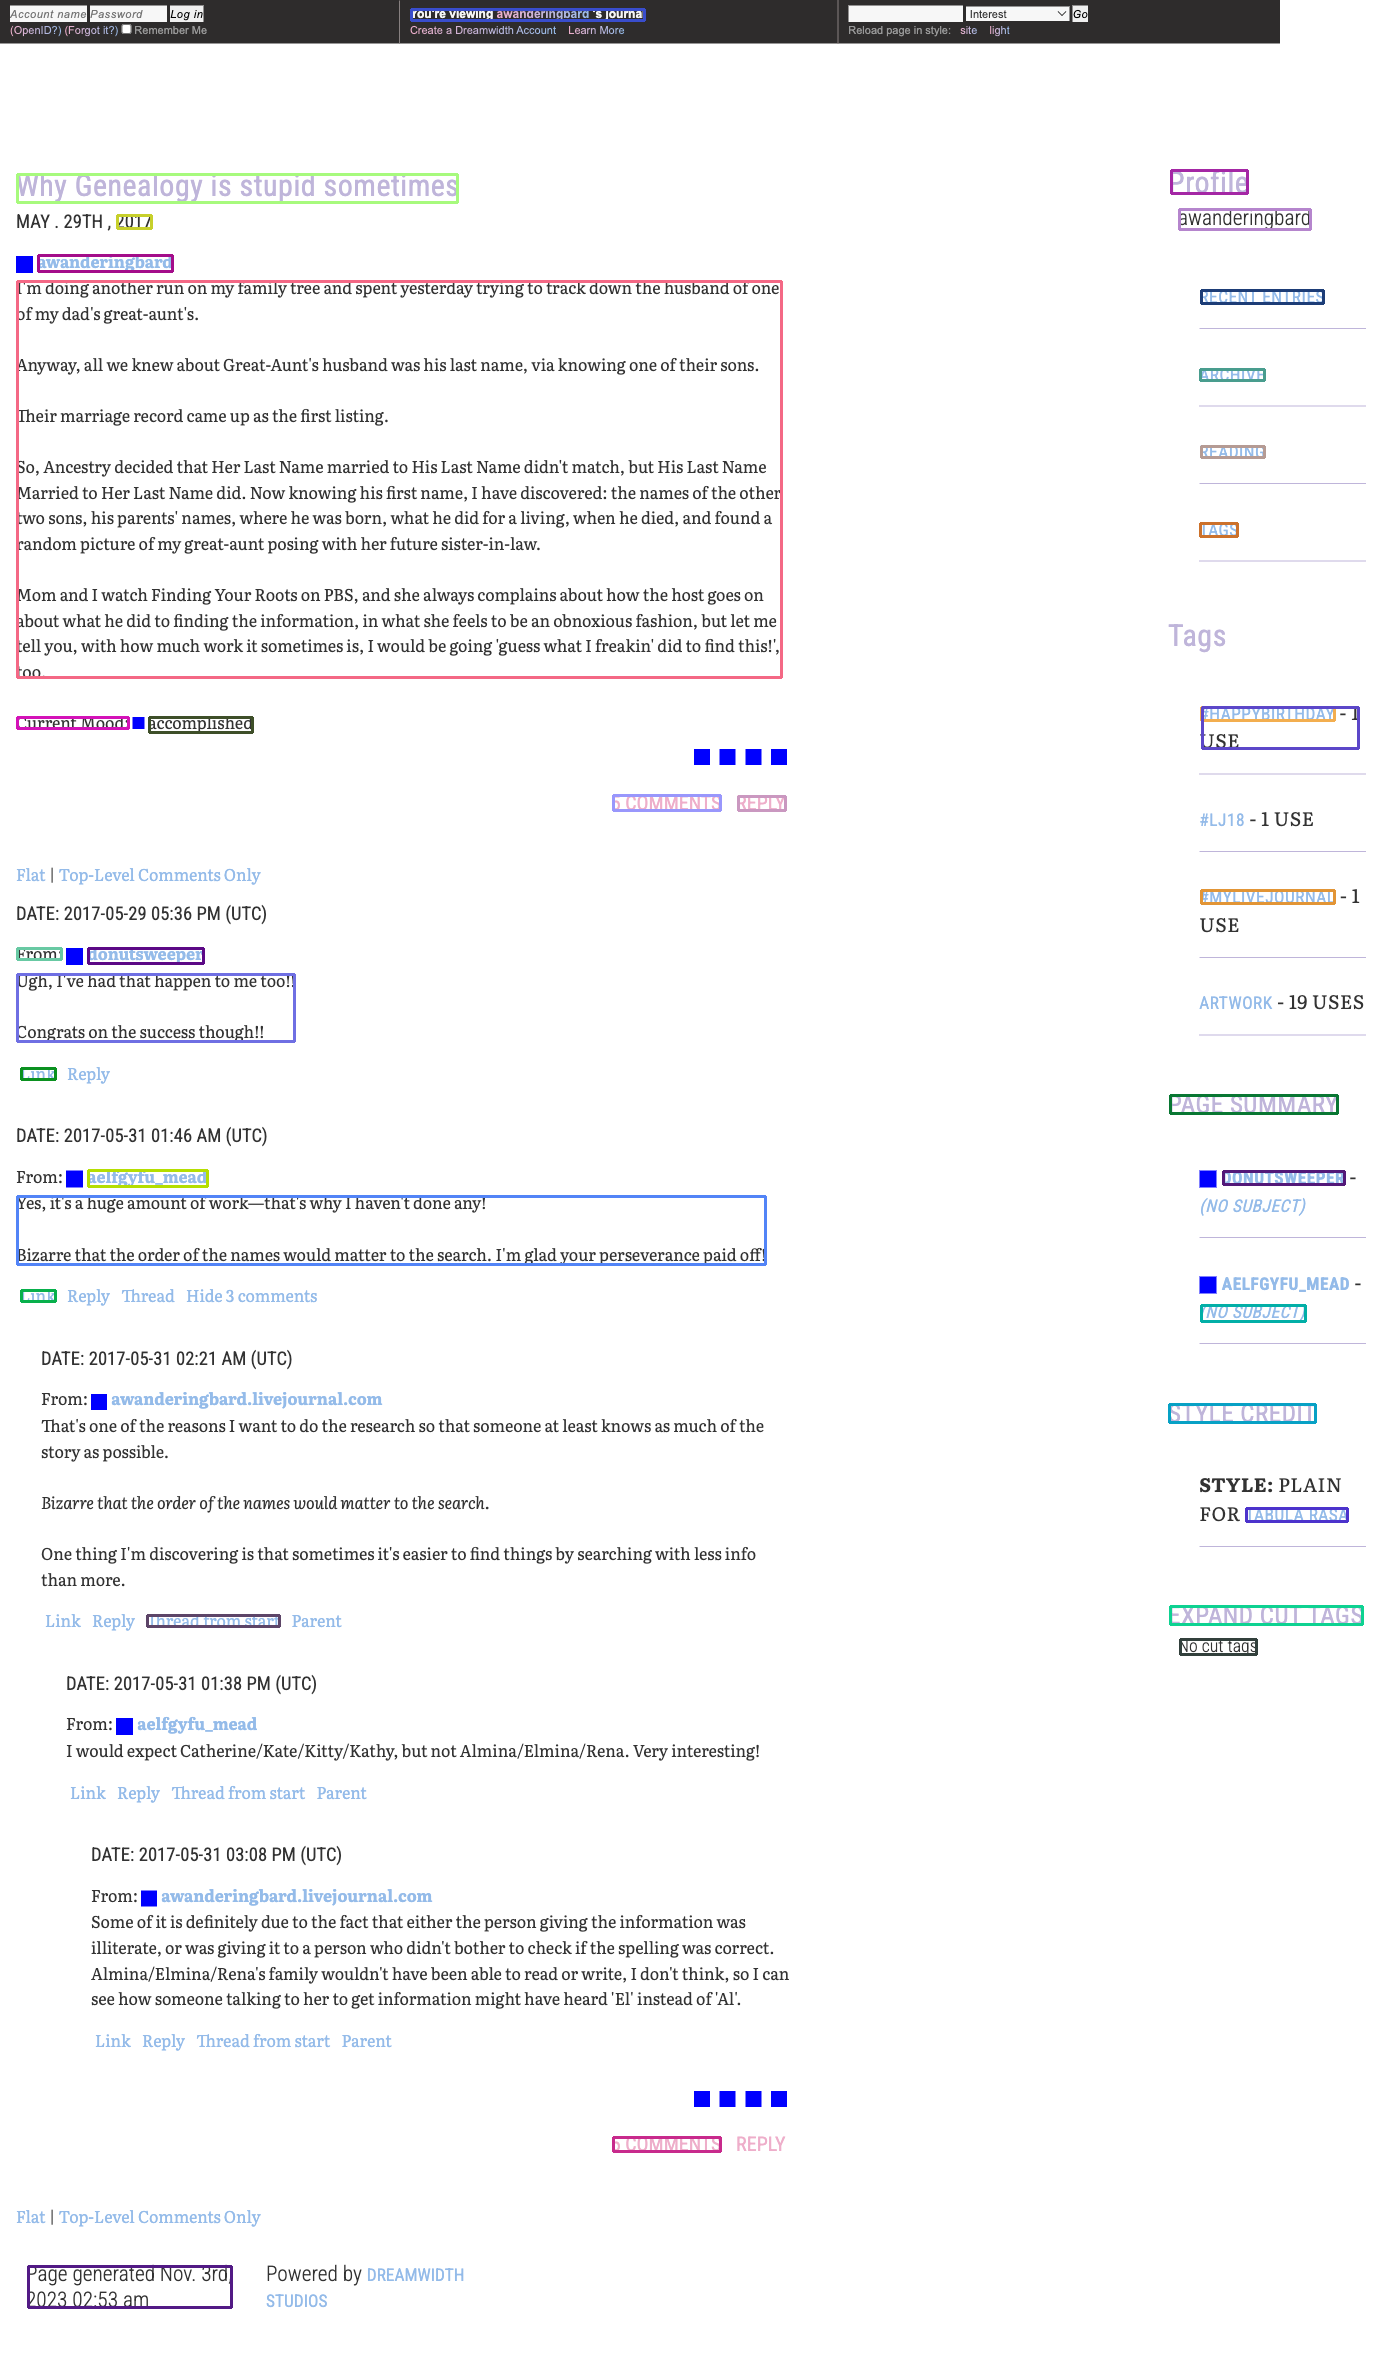 Account name Password Log in
(OpenID?) (Forgot it?) Remember Me
You're viewing awanderingbard 's journal
Create a Dreamwidth Account Learn More
Interest Go
Reload page in style: site light
Why Genealogy is stupid sometimes
MAY . 29TH , 2017
awanderingbard
I'm doing another run on my family tree and spent yesterday trying to track down the husband of one
of my dad's great-aunt's.
Anyway, all we knew about Great-Aunt's husband was his last name, via knowing one of their sons.
Their marriage record came up as the first listing.
So, Ancestry decided that Her Last Name married to His Last Name didn't match, but His Last Name
Married to Her Last Name did. Now knowing his first name, I have discovered: the names of the other
two sons, his parents' names, where he was born, what he did for a living, when he died, and found a
random picture of my great-aunt posing with her future sister-in-law.
Mom and I watch Finding Your Roots on PBS, and she always complains about how the host goes on
about what he did to finding the information, in what she feels to be an obnoxious fashion, but let me
tell you, with how much work it sometimes is, I would be going 'guess what I freakin' did to find this!',
too.
Current Mood: accomplished
5 COMMENTS REPLY
Flat | Top-Level Comments Only
DATE: 2017-05-29 05:36 PM (UTC)
From: donutsweeper
Ugh, I've had that happen to me too!!
Congrats on the success though!!
Link Reply
DATE: 2017-05-31 01:46 AM (UTC)
From: aelfgyfu_mead
Yes, it's a huge amount of work—that's why I haven't done any!
Bizarre that the order of the names would matter to the search. I'm glad your perseverance paid off!
Link Reply Thread Hide 3 comments
DATE: 2017-05-31 02:21 AM (UTC)
From: awanderingbard.livejournal.com
That's one of the reasons I want to do the research so that someone at least knows as much of the
story as possible.
Bizarre that the order of the names would matter to the search.
One thing I'm discovering is that sometimes it's easier to find things by searching with less info
than more.
Link Reply Thread from start Parent
DATE: 2017-05-31 01:38 PM (UTC)
From: aelfgyfu_mead
I would expect Catherine/Kate/Kitty/Kathy, but not Almina/Elmina/Rena. Very interesting!
Link Reply Thread from start Parent
DATE: 2017-05-31 03:08 PM (UTC)
From: awanderingbard.livejournal.com
Some of it is definitely due to the fact that either the person giving the information was
illiterate, or was giving it to a person who didn't bother to check if the spelling was correct.
Almina/Elmina/Rena's family wouldn't have been able to read or write, I don't think, so I can
see how someone talking to her to get information might have heard 'El' instead of 'Al'.
Link Reply Thread from start Parent
5 COMMENTS REPLY
Flat | Top-Level Comments Only
Profile
awanderingbard
RECENT ENTRIES
ARCHIVE
READING
TAGS
Tags
#HAPPYBIRTHDAY - 1
USE
#LJ18 - 1 USE
#MYLIVEJOURNAL - 1
USE
ARTWORK - 19 USES
PAGE SUMMARY
DONUTSWEEPER -
(NO SUBJECT)
AELFGYFU_MEAD -
(NO SUBJECT)
STYLE CREDIT
STYLE: PLAIN
FOR TABULA RASA
EXPAND CUT TAGS
No cut tags
Page generated Nov. 3rd,
2023 02:53 am
Powered by DREAMWIDTH
STUDIOS